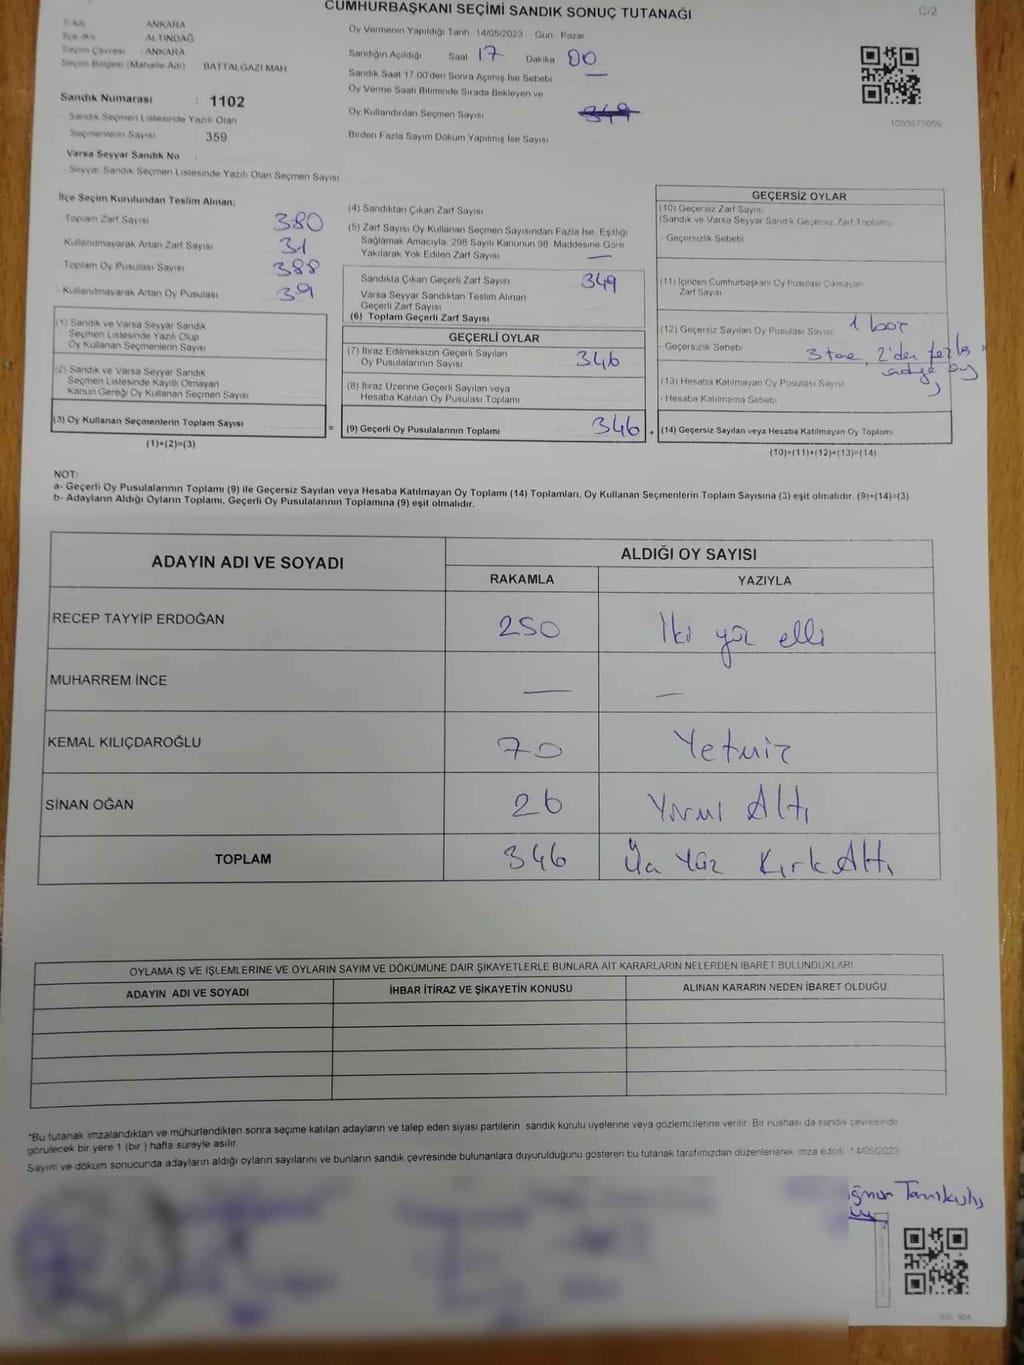 CUMHURBAŞKANI SEÇİMİ SANDIK SONUÇ TUTANAĞI
C/2
İl Adı ANKARA
İlçe Adı ALTINDAĞ
Seçim Çevresi : ANKARA
Seçim Bölgesi (Mahalle Adı) BATTALGAZİ MAH
Sandık Numarası : 1102
Sandık Seçmen Listesinde Yazılı Olan
Seçmenlerin Sayısı : 359
Varsa Seyyar Sandık No :
Seyyar Sandık Seçmen Listesinde Yazılı Olan Seçmen Sayısı
Oy Vermenin Yapıldığı Tarih 14/05/2023 Gün Pazar
Sandığın Açıldığı Saat 17 Dakika 00
Sandık Saat 17.00'den Sonra Açımış İse Sebebi —
Oy Verme Saati Bitiminde Sırada Bekleyen ve
Oy Kullandırılan Seçmen Sayısı 349
Birden Fazla Sayım Döküm Yapılmış İse Sayısı
İlçe Seçim Kurulundan Teslim Alınan;
Toplam Zarf Sayısı 380
Kullanılmayarak Artan Zarf Sayısı 31
Toplam Oy Pusulası Sayısı 388
Kullanılmayarak Artan Oy Pusulası 39
(1) Sandık ve Varsa Seyyar Sandık
Seçmen Listesinde Yazılı Olup
Oy Kullanan Seçmenlerin Sayısı
(2) Sandık ve Varsa Seyyar Sandık
Seçmen Listesinde Kayıtlı Olmayan
Kanun Gereği Oy Kullanan Seçmen Sayısı
(3) Oy Kullanan Seçmenlerin Toplam Sayısı
(1)+(2)=(3)
(4) Sandıktan Çıkan Zarf Sayısı
(5) Zarf Sayısı Oy Kullanan Seçmen Sayısından Fazla İse, Eşitliği
Sağlamak Amacıyla, 298 Sayılı Kanunun 98. Maddesine Göre
Yakılarak Yok Edilen Zarf Sayısı —
Sandıkta Çıkan Geçerli Zarf Sayısı 349
Varsa Seyyar Sandıktan Teslim Alınan
Geçerli Zarf Sayısı
(6) Toplam Geçerli Zarf Sayısı
GEÇERLİ OYLAR
(7) İtiraz Edilmeksizin Geçerli Sayılan
Oy Pusulalarının Sayısı 346
(8) İtiraz Üzerine Geçerli Sayılan veya
Hesaba Katılan Oy Pusulası Toplamı
= (9) Geçerli Oy Pusulalarının Toplamı 346 +
GEÇERSİZ OYLAR
(10) Geçersiz Zarf Sayısı
(Sandık ve Varsa Seyyar Sandık Geçersiz Zarf Toplamı)
- Geçersizlik Sebebi
(11) İçinden Cumhurbaşkanı Oy Pusulası Çıkmayan
Zarf Sayısı
(12) Geçersiz Sayılan Oy Pusulası Sayısı 1 boş
- Geçersizlik Sebebi 3 tane, 2'den fazla
adaya oy
(13) Hesaba Katılmayan Oy Pusulası Sayısı
- Hesaba Katılmama Sebebi
(14) Geçersiz Sayılan veya Hesaba Katılmayan Oy Toplamı
(10)+(11)+(12)+(13)=(14)
NOT:
a- Geçerli Oy Pusulalarının Toplamı (9) ile Geçersiz Sayılan veya Hesaba Katılmayan Oy Toplamı (14) Toplamları, Oy Kullanan Seçmenlerin Toplam Sayısına (3) eşit olmalıdır. (9)+(14)=(3)
b- Adayların Aldığı Oyların Toplamı, Geçerli Oy Pusulalarının Toplamına (9) eşit olmalıdır.
ADAYIN ADI VE SOYADI ALDIĞI OY SAYISI
RAKAMLA YAZIYLA
RECEP TAYYİP ERDOĞAN 250 İki yüz elli
MUHARREM İNCE — —
KEMAL KILIÇDAROĞLU 70 Yetmiş
SİNAN OĞAN 26 Yirmi Altı
TOPLAM 346 Üç Yüz Kırk Altı
OYLAMA İŞ VE İŞLEMLERİNE VE OYLARIN SAYIM VE DÖKÜMÜNE DAİR ŞİKAYETLERLE BUNLARA AİT KARARLARIN NELERDEN İBARET BULUNDUKLARI
ADAYIN ADI VE SOYADI İHBAR İTİRAZ VE ŞİKAYETİN KONUSU ALINAN KARARIN NEDEN İBARET OLDUĞU
*Bu tutanak imzalandıktan ve mühürlendikten sonra seçime katılan adayların ve talep eden siyasi partilerin sandık kurulu üyelerine veya gözlemcilerine verilir. Bir nüshası da sandık çevresinde
görülecek bir yere 1 (bir) hafta süreyle asılır.
Sayım ve döküm sonucunda adayların aldığı oyların sayılarını ve bunların sandık çevresinde bulunanlara duyurulduğunu gösteren bu tutanak tarafımızdan düzenlenerek imza edildi. 14/05/2023